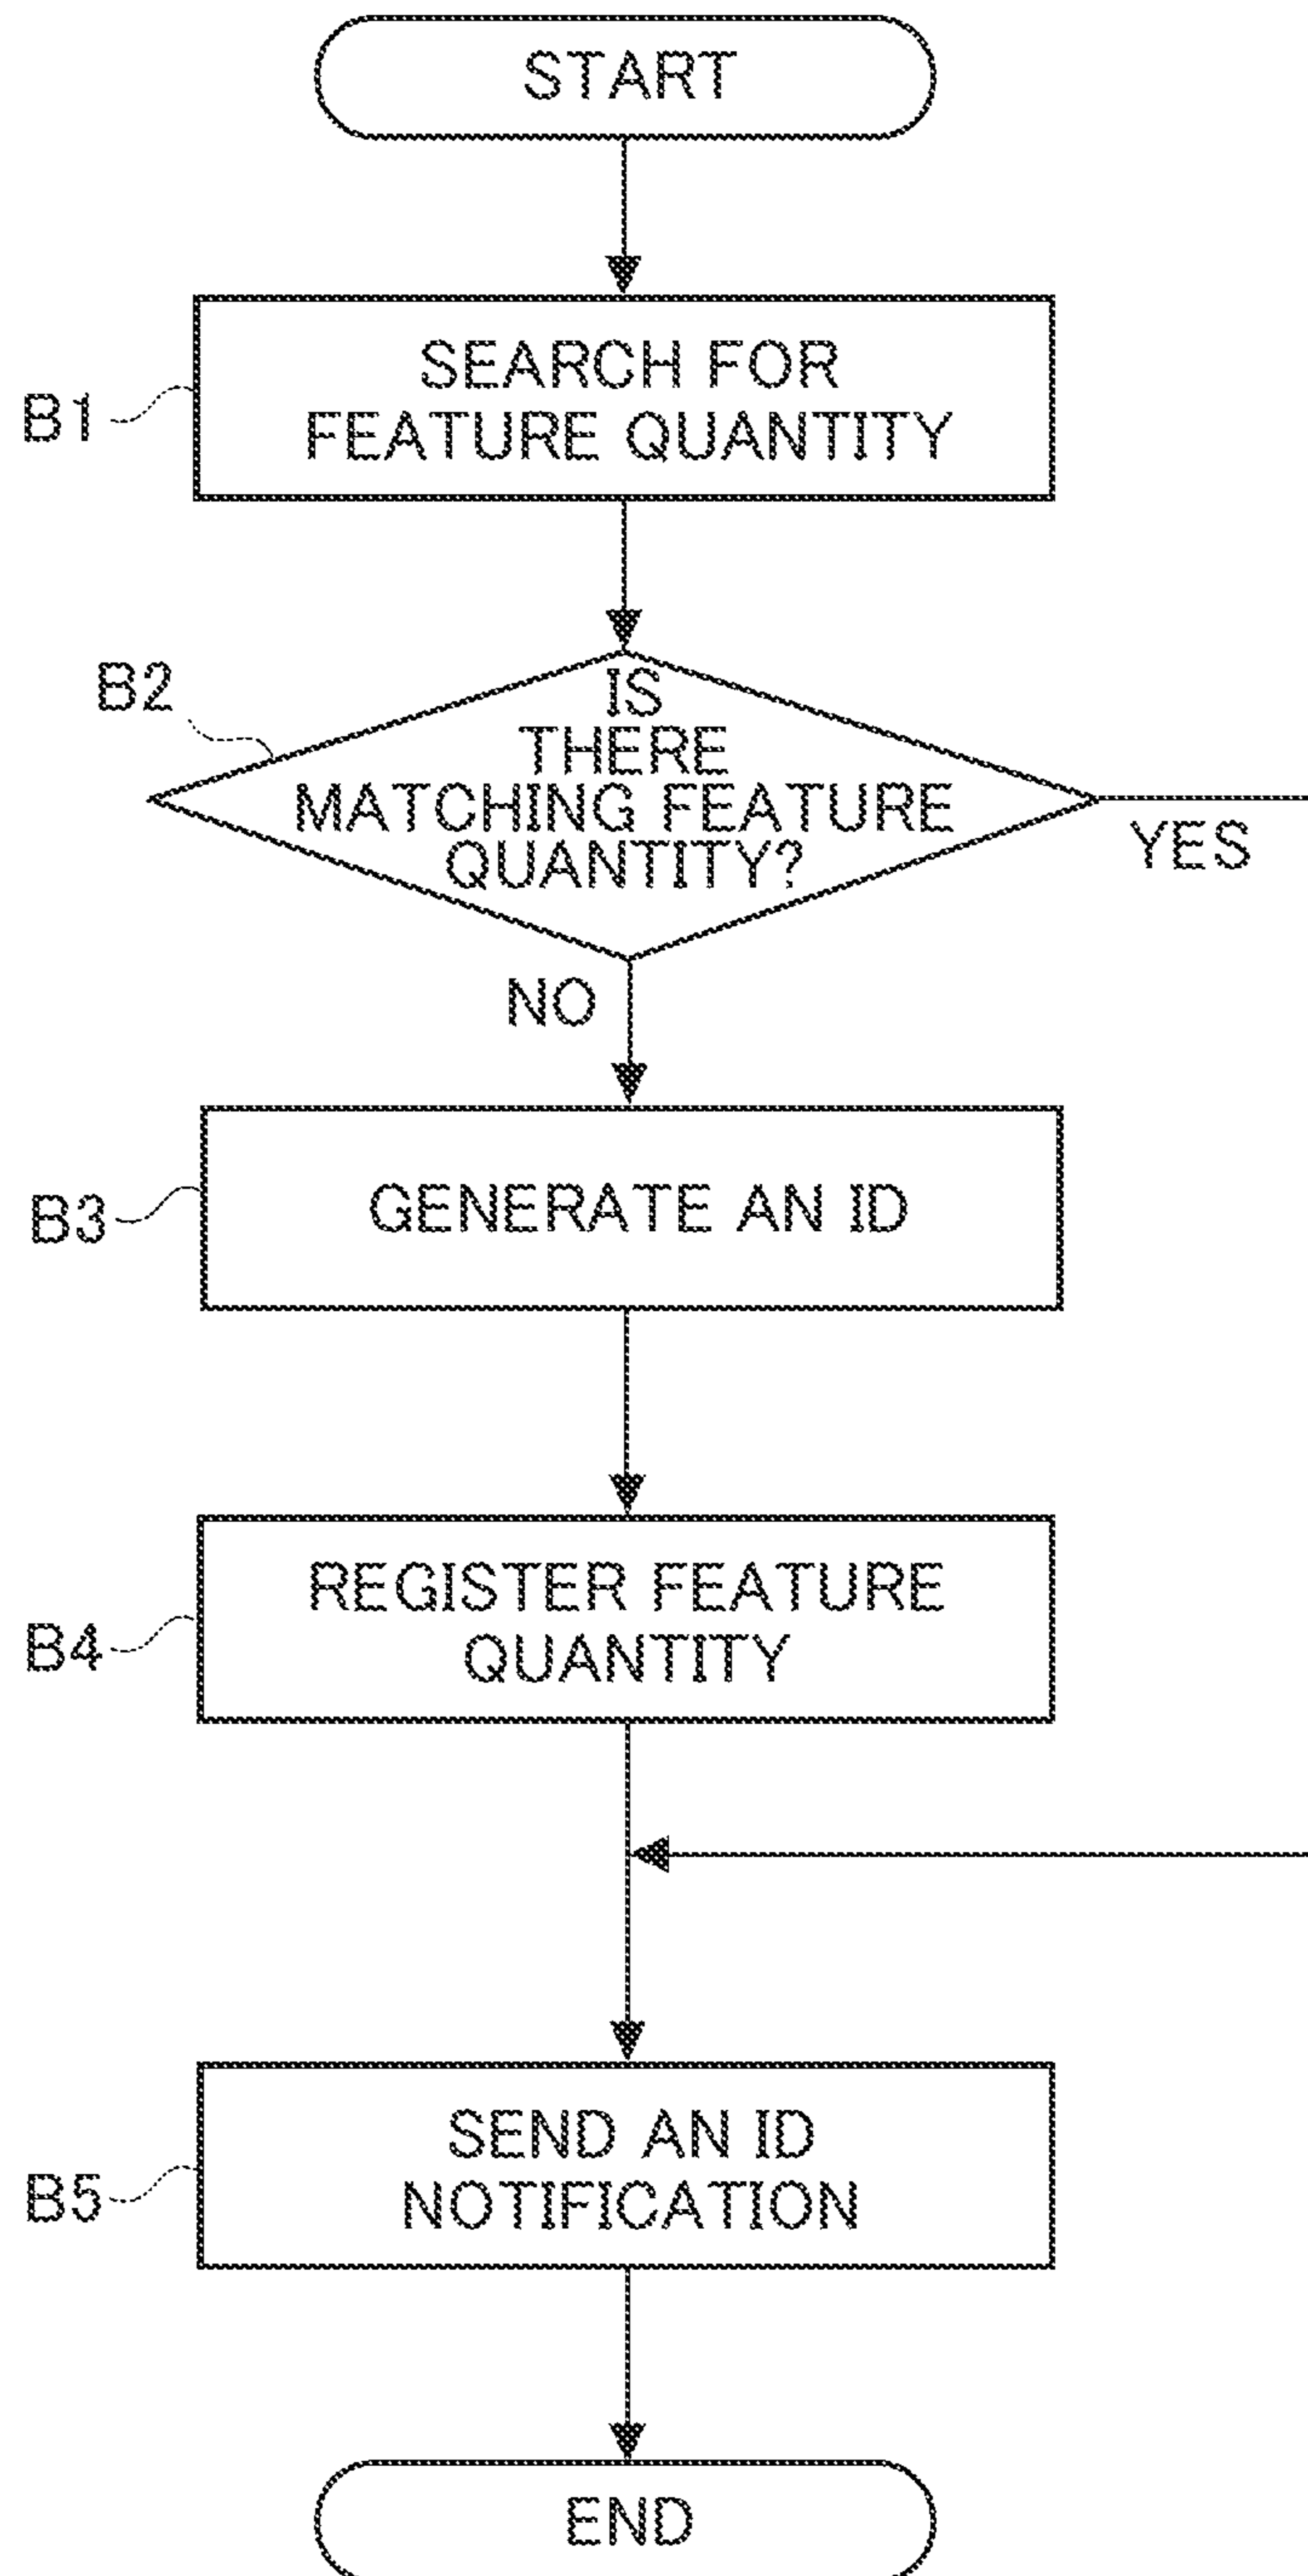 START
B1
SEARCH FOR
FEATURE QUANTITY
B2
IS
THERE
MATCHING FEATURE
QUANTITY?
YES
NO
B3
GENERATE AN ID
B4
REGISTER FEATURE
QUANTITY
B5
SEND AN ID
NOTIFICATION
END